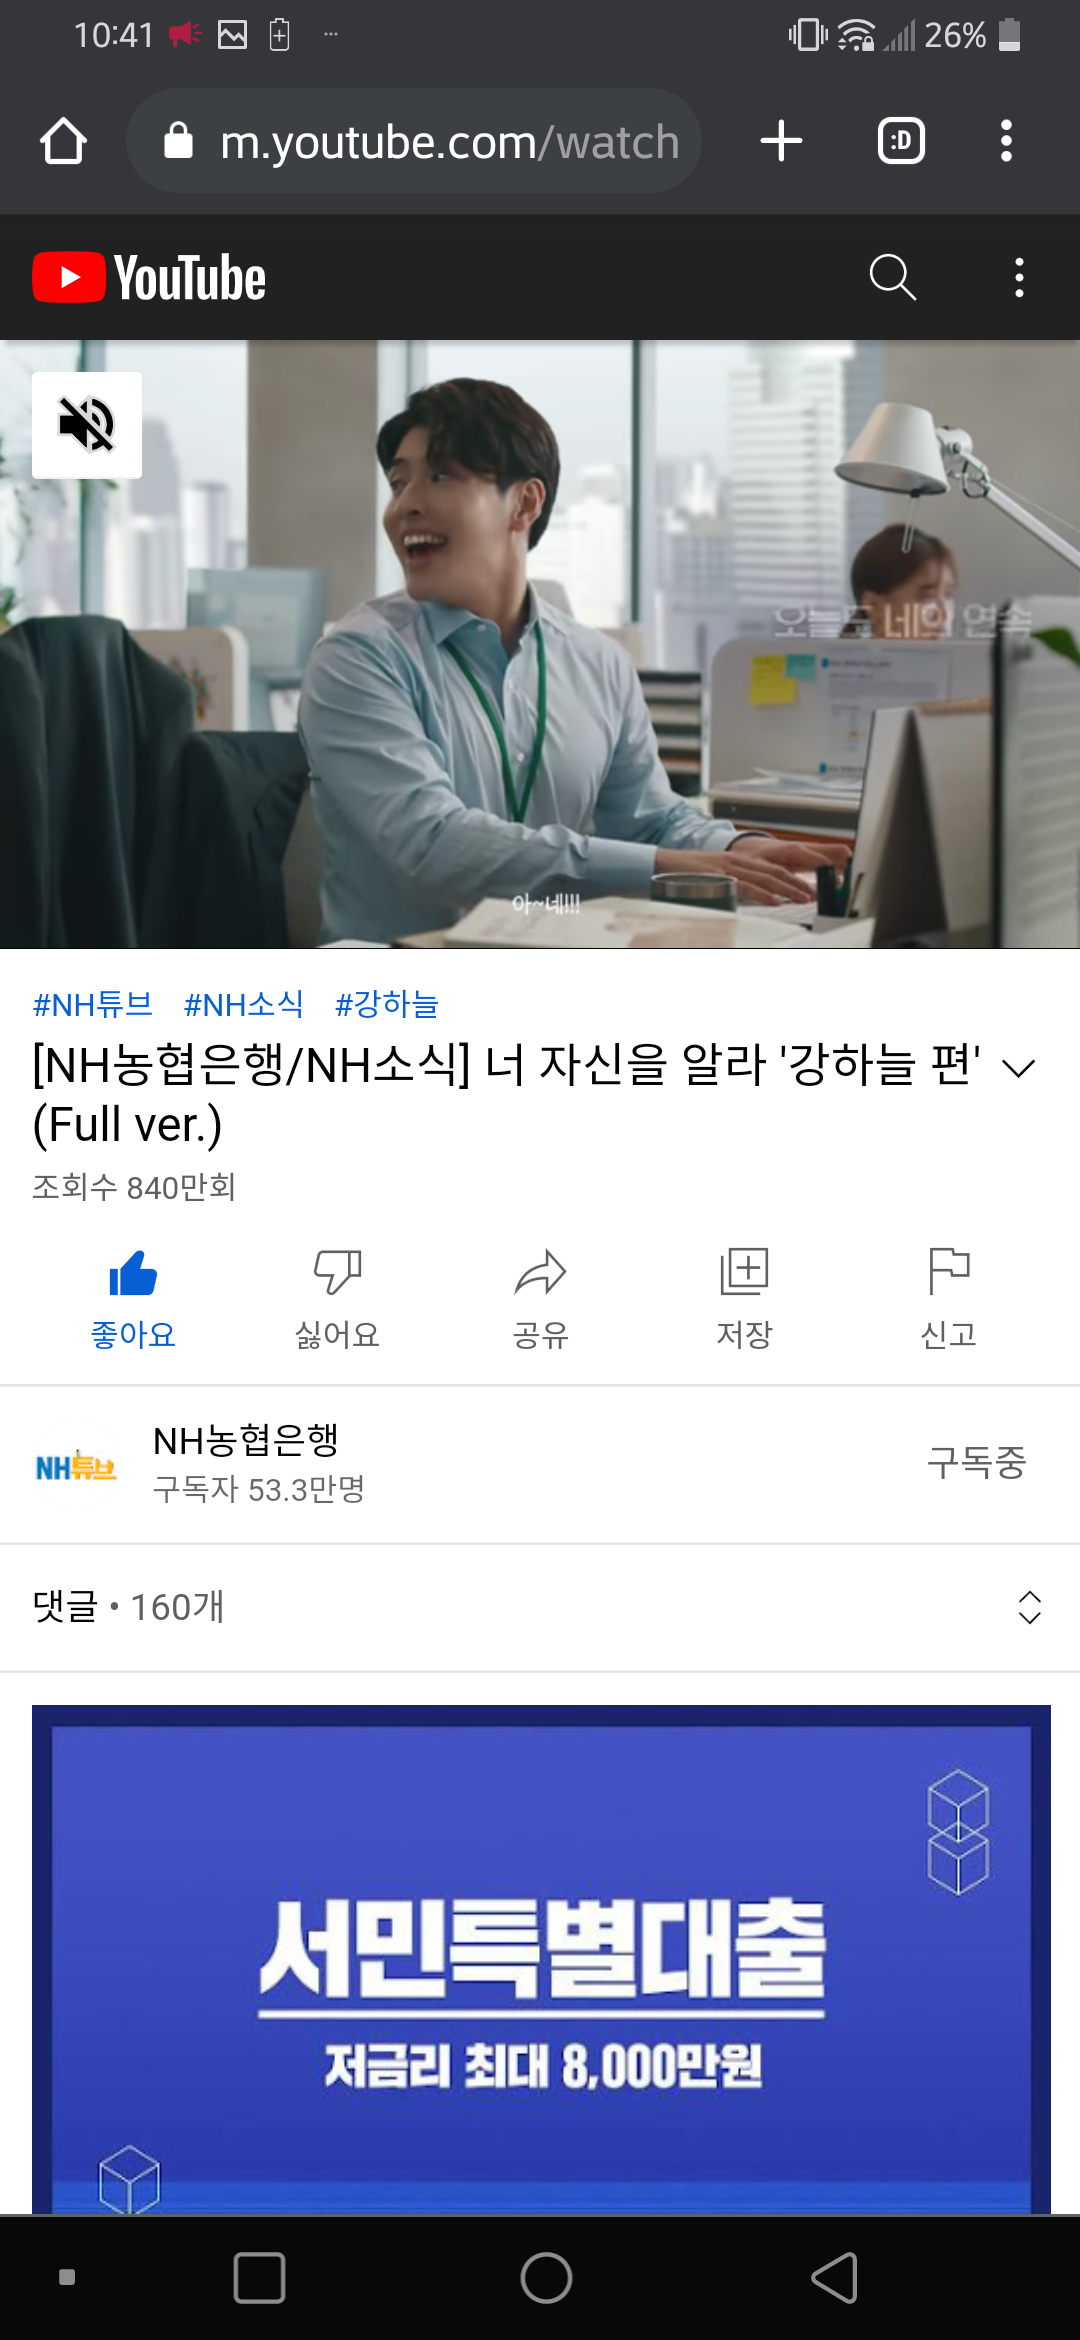 10:41
26%
m.youtube.com/watch
:D
YouTube
오늘도 네의 연속
아~네!!!
#NH튜브 #NH소식 #강하늘
[NH농협은행/NH소식] 너 자신을 알라 '강하늘 편'
(Full ver.)
조회수 840만회
좋아요 싫어요 공유 저장 신고
NH튜브
NH농협은행
구독자 53.3만명
구독중
댓글 • 160개
서민특별대출
저금리 최대 8,000만원